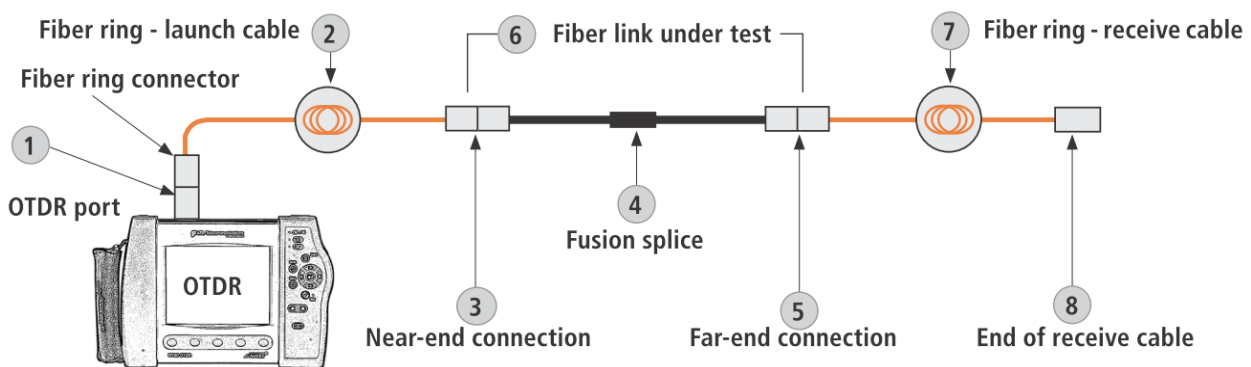 Fiber ring - launch cable
2
6
Fiber link under test
7
Fiber ring - receive cable
Fiber ring connector
1
OTDR port
OTDR
4
Fusion splice
3
Near-end connection
5
Far-end connection
8
End of receive cable